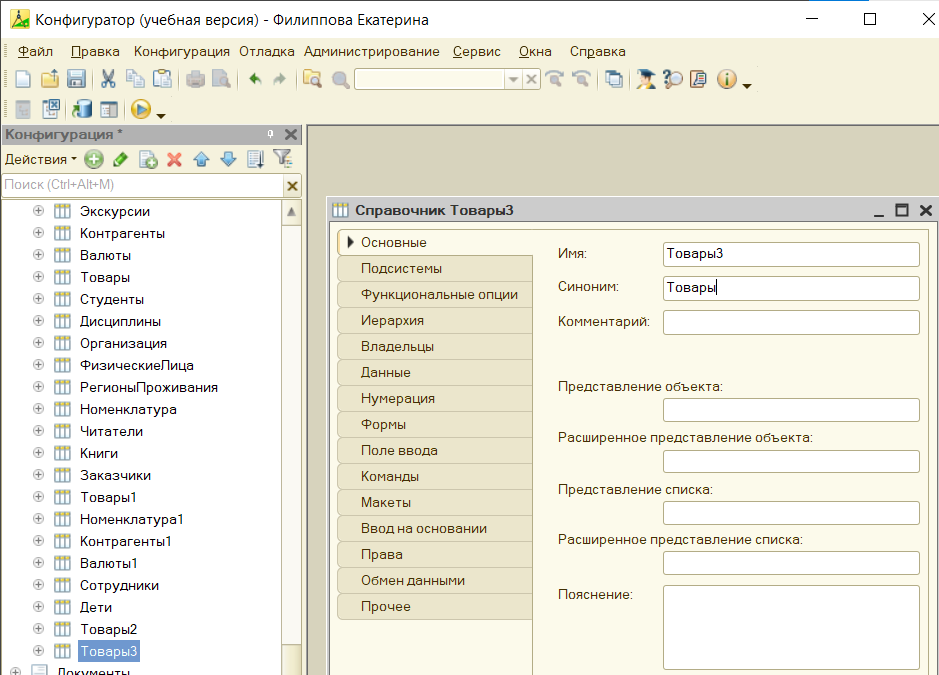 Конфигуратор (учебная версия) - Филиппова Екатерина
Файл Правка Конфигурация Отладка Администрирование Сервис Окна Справка
Конфигурация *
Действия
Поиск (Ctrl+Alt+M)
Экскурсии
Контрагенты
Валюты
Товары
Студенты
Дисциплины
Организация
ФизическиеЛица
РегионыПроживания
Номенклатура
Читатели
Книги
Заказчики
Товары1
Номенклатура1
Контрагенты1
Валюты1
Сотрудники
Дети
Товары2
Товары3
Документы
Справочник Товары3
Основные
Подсистемы
Функциональные опции
Иерархия
Владельцы
Данные
Нумерация
Формы
Поле ввода
Команды
Макеты
Ввод на основании
Права
Обмен данными
Прочее
Имя: Товары3
Синоним: Товары
Комментарий:
Представление объекта:
Расширенное представление объекта:
Представление списка:
Расширенное представление списка:
Пояснение: